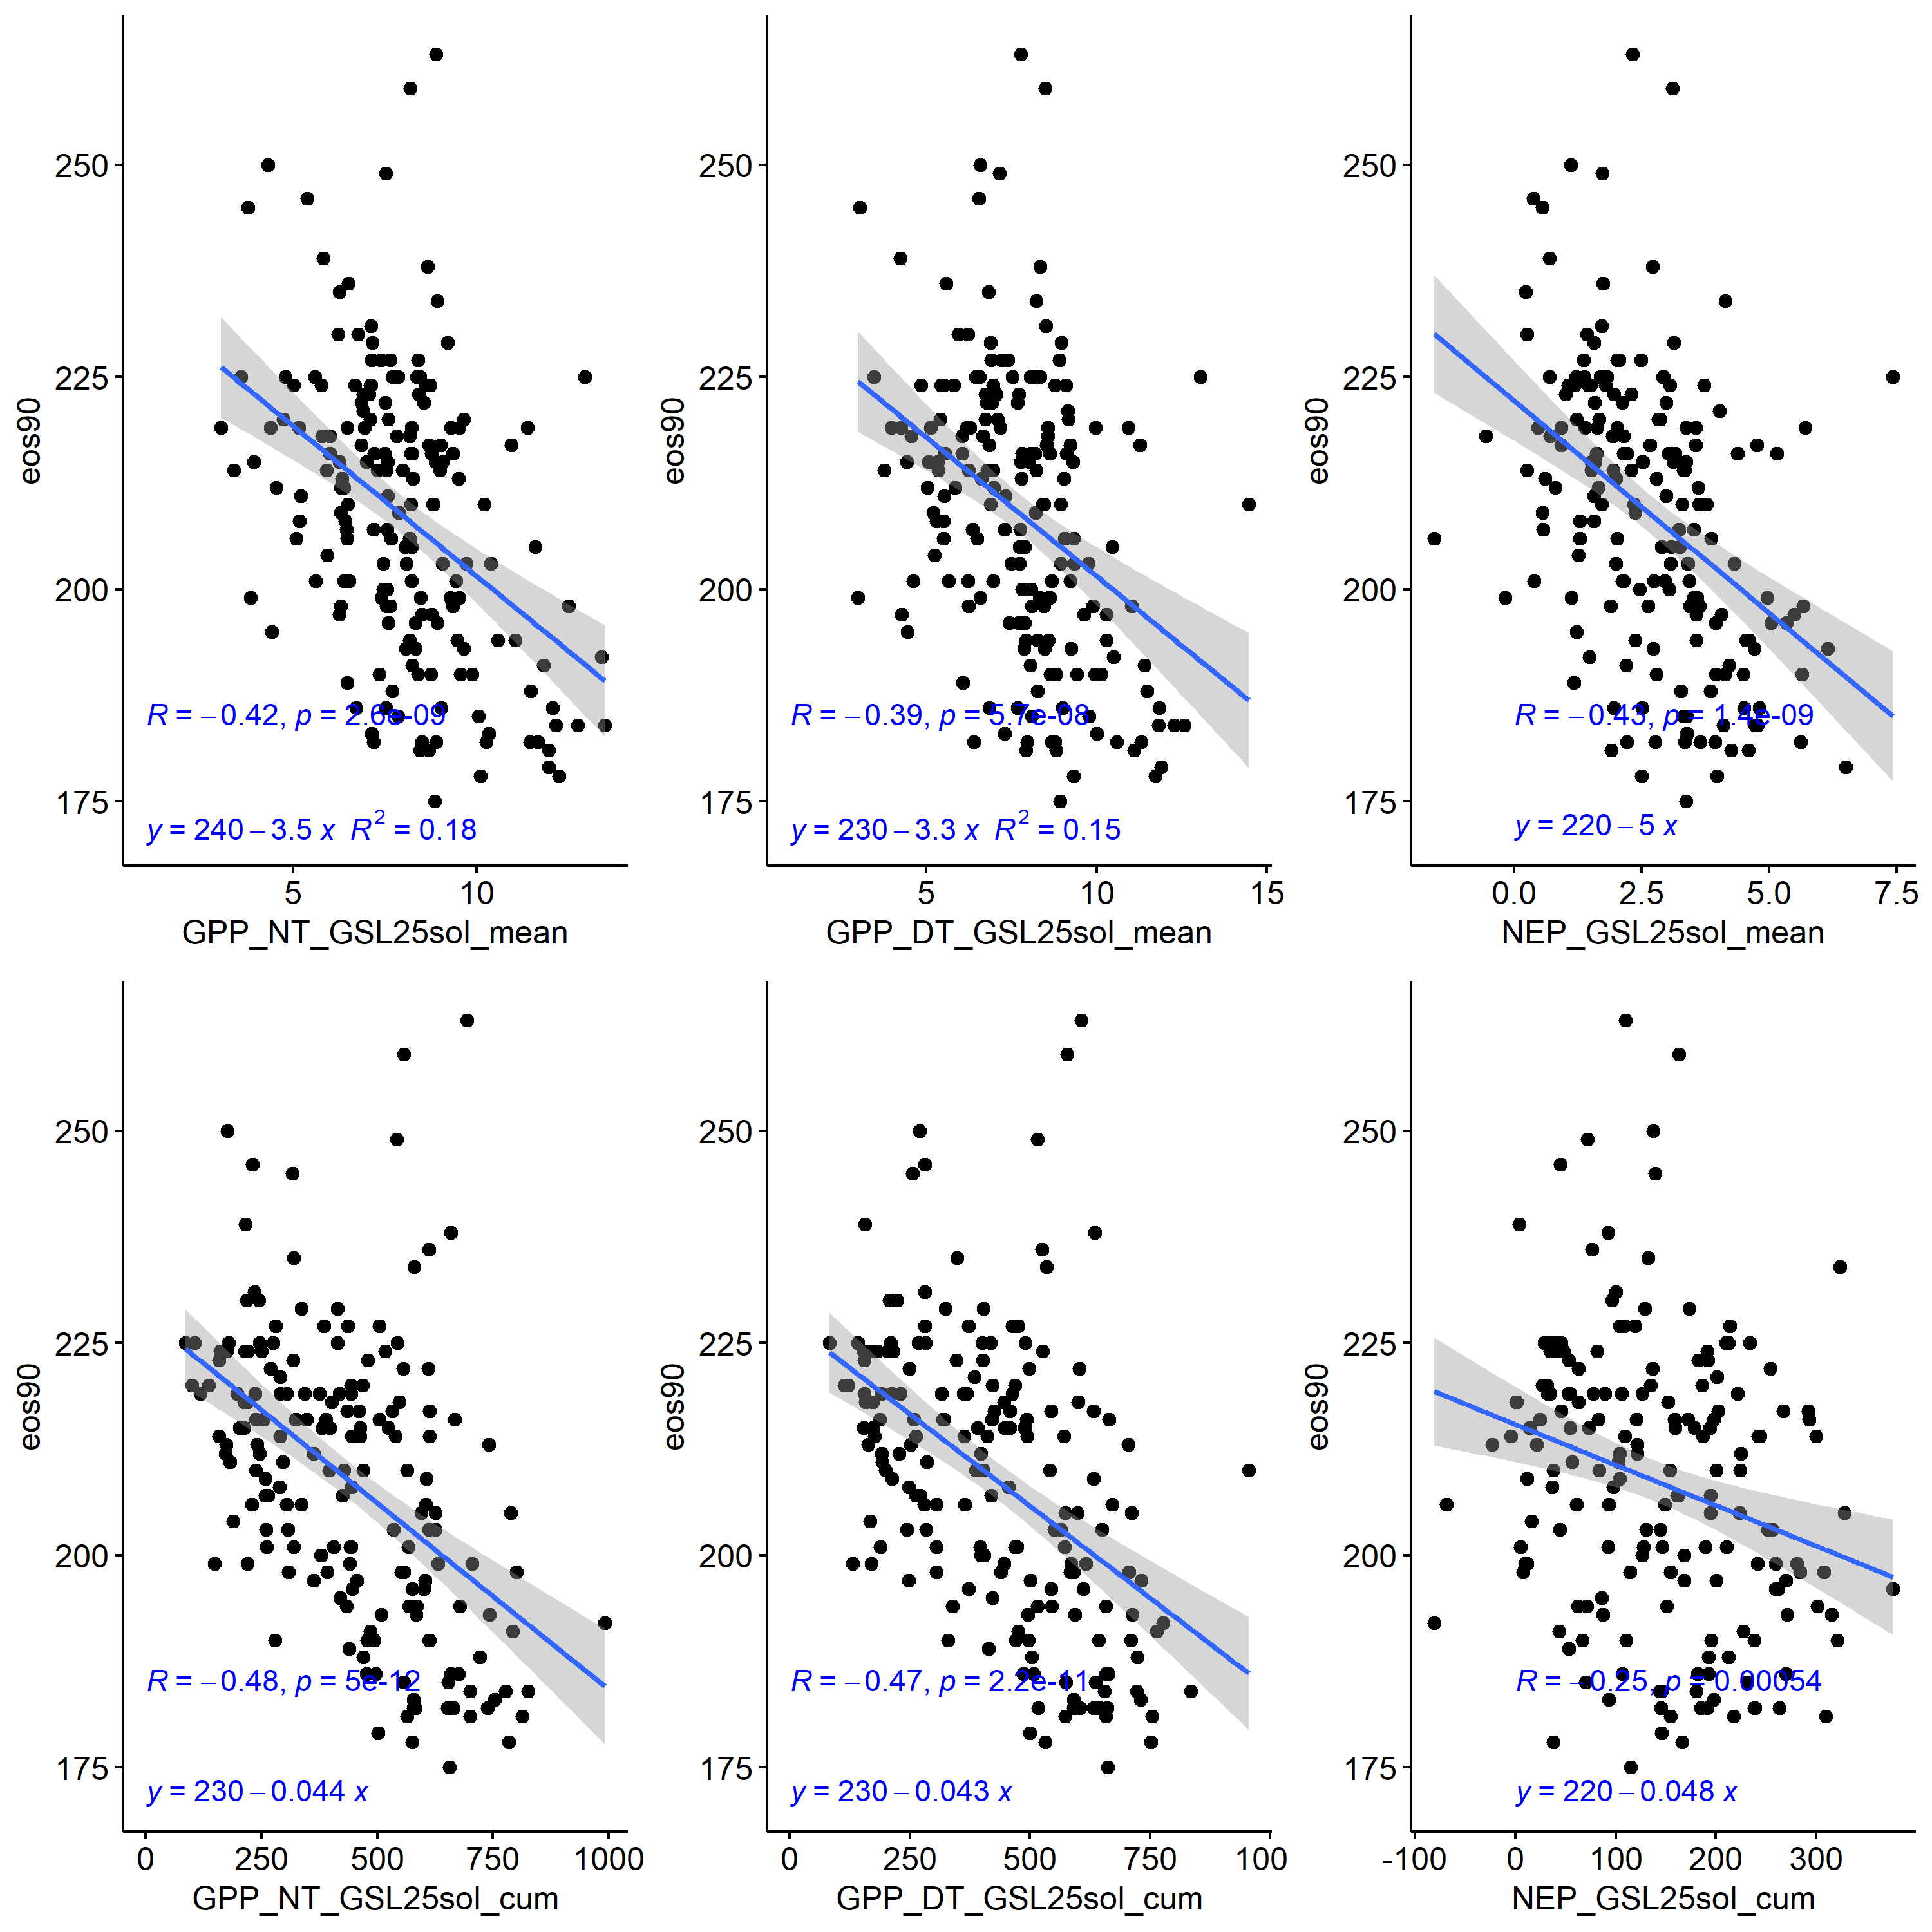 250
225
200
175
eos90
R = −0.42, p = 2.6e-09
y = 240 − 3.5 x R² = 0.18
5 10
GPP_NT_GSL25sol_mean
250
225
200
175
eos90
R = −0.39, p = 5.7e-08
y = 230 − 3.3 x R² = 0.15
5 10 15
GPP_DT_GSL25sol_mean
250
225
200
175
eos90
R = −0.43, p = 1.4e-09
y = 220 − 5 x
0.0 2.5 5.0 7.5
NEP_GSL25sol_mean
250
225
200
175
eos90
R = −0.48, p = 5e-12
y = 230 − 0.044 x
0 250 500 750 1000
GPP_NT_GSL25sol_cum
250
225
200
175
eos90
R = −0.47, p = 2.2e-11
y = 230 − 0.043 x
0 250 500 750 100
GPP_DT_GSL25sol_cum
250
225
200
175
eos90
R = −0.25, p = 0.00054
y = 220 − 0.048 x
-100 0 100 200 300
NEP_GSL25sol_cum